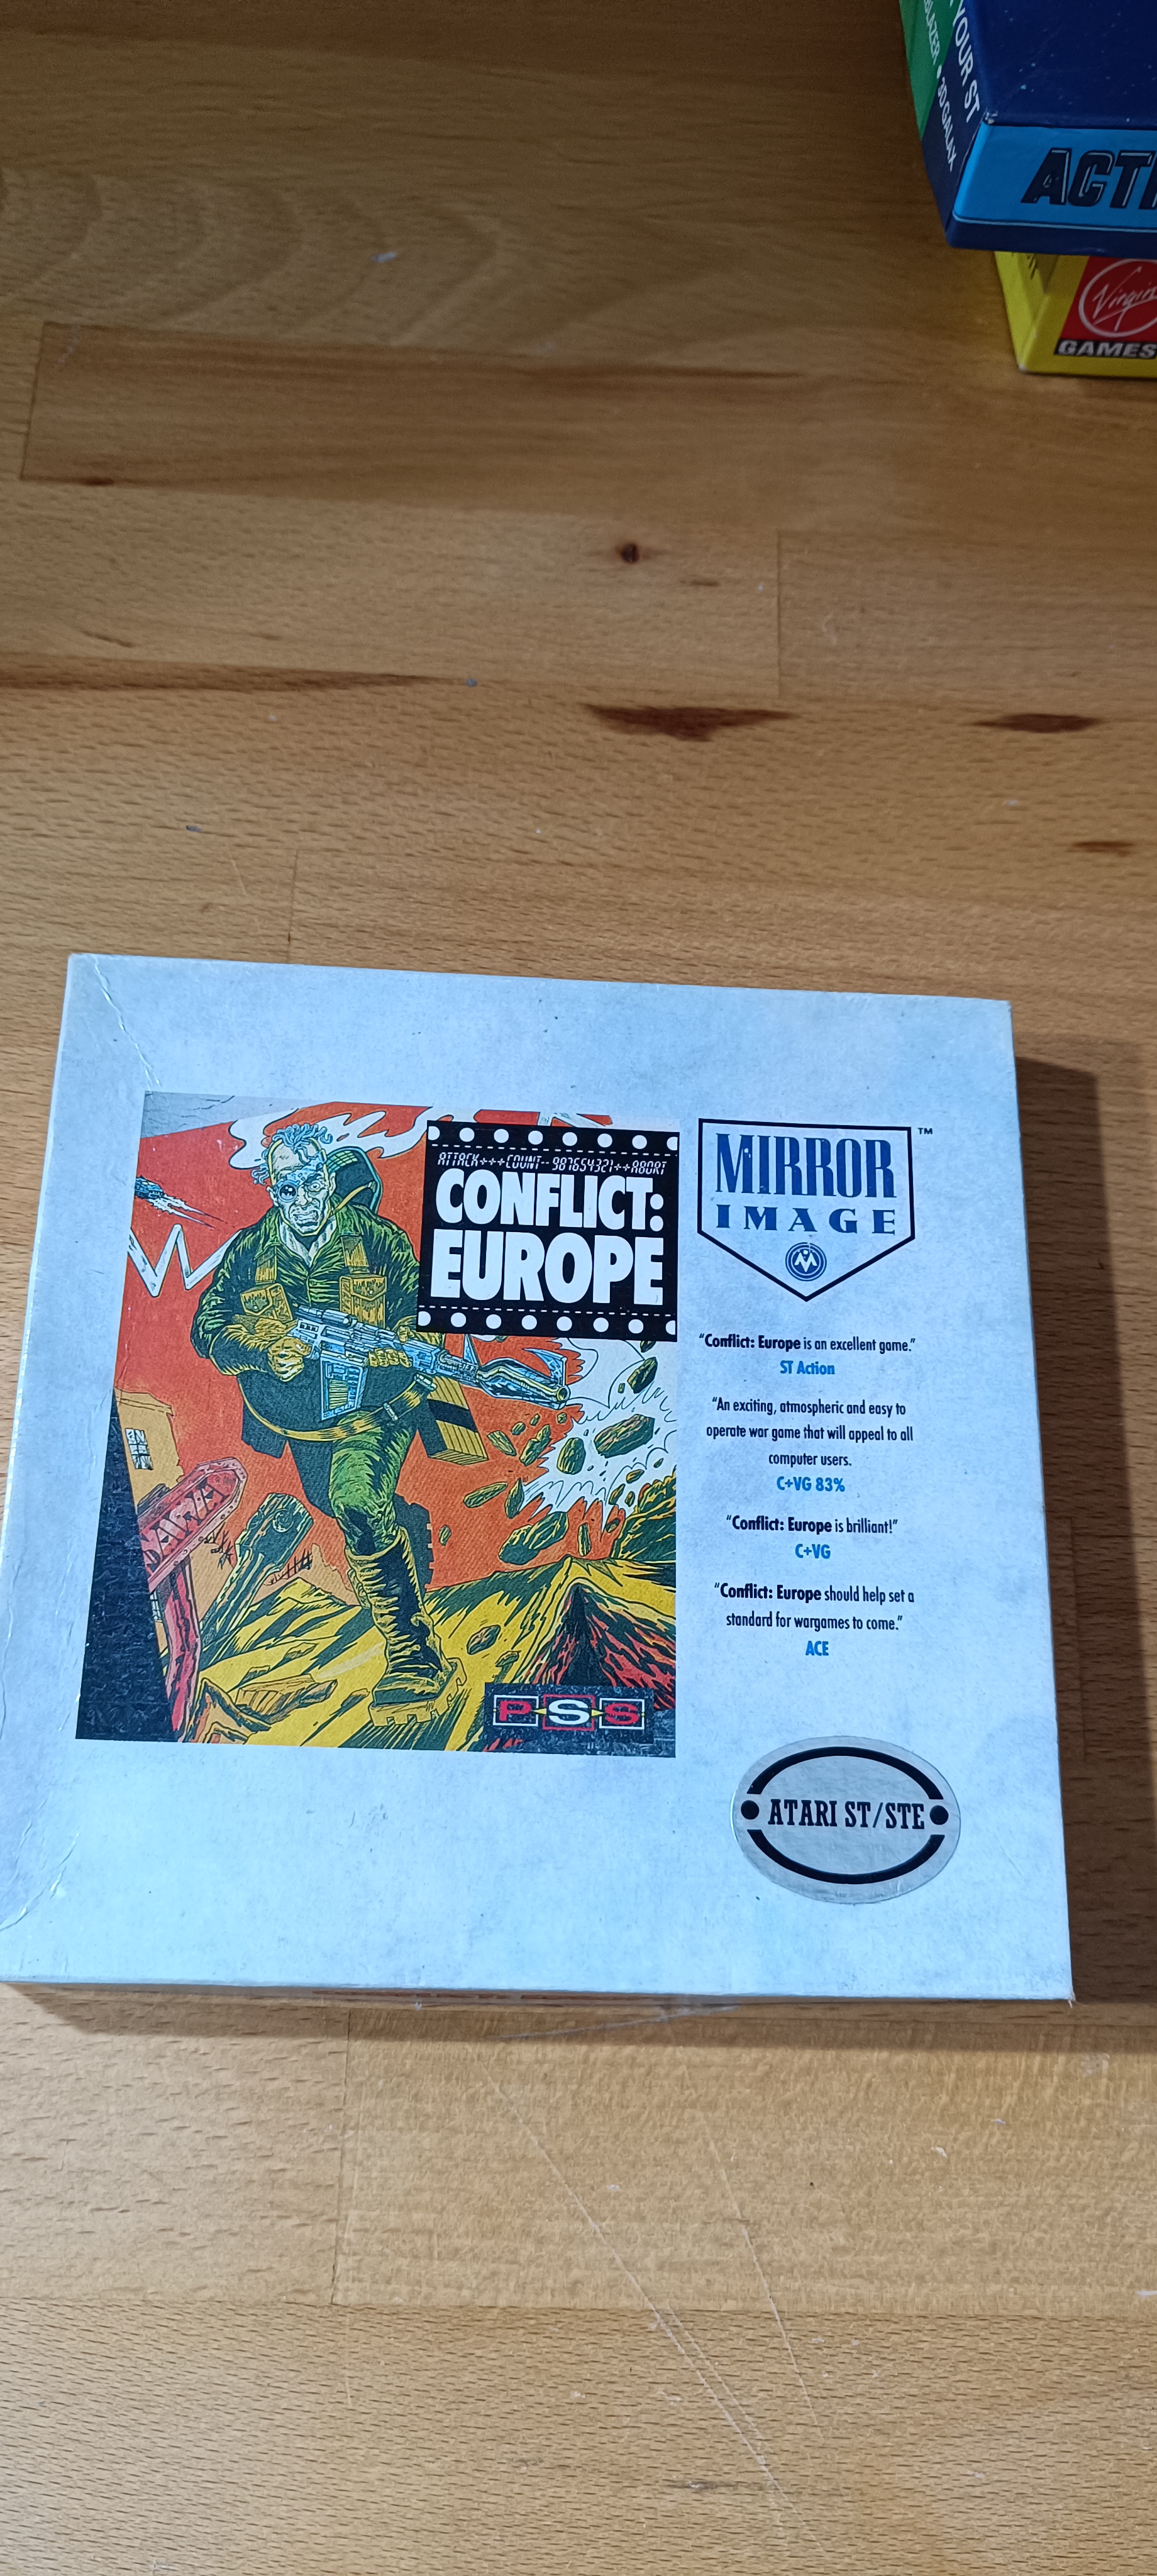 YOUR ST
BLAZER • 3D GALAX
ACTI
Virgin
GAMES
ATTACK+++COUNT--987654321++ABORT
CONFLICT:
EUROPE
MIRROR
IMAGE
™
"Conflict: Europe is an excellent game."
ST Action
"An exciting, atmospheric and easy to
operate war game that will appeal to all
computer users.
C+VG 83%
"Conflict: Europe is brilliant!"
C+VG
"Conflict: Europe should help set a
standard for wargames to come."
ACE
PSS
ATARI ST/STE